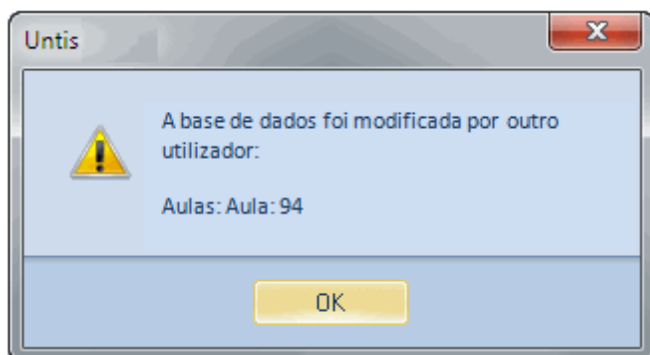 Untis
A base de dados foi modificada por outro
utilizador:
Aulas: Aula: 94
OK